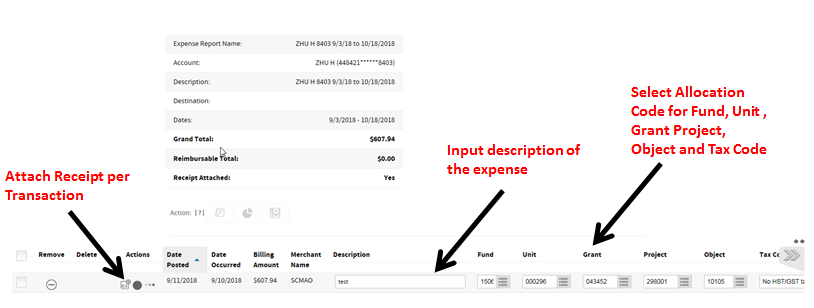 Expense Report Name: ZHU H 8403 9/3/18 to 10/18/2018
Account: ZHU H (448421******8403)
Description: ZHU H 8403 9/3/18 to 10/18/2018
Destination:
Dates: 9/3/2018 - 10/18/2018
Grand Total: $607.94
Reimbursable Total: $0.00
Receipt Attached: Yes
Action: [?]
Attach Receipt per
Transaction
Input description of
the expense
Select Allocation
Code for Fund, Unit ,
Grant Project,
Object and Tax Code
Remove Delete Actions Date Posted Date Occurred Billing Amount Merchant Name Description Fund Unit Grant Project Object Tax Co
9/11/2018 9/10/2018 $607.94 SCMAO test 150 000296 043452 298001 10105 No HST/GST ta